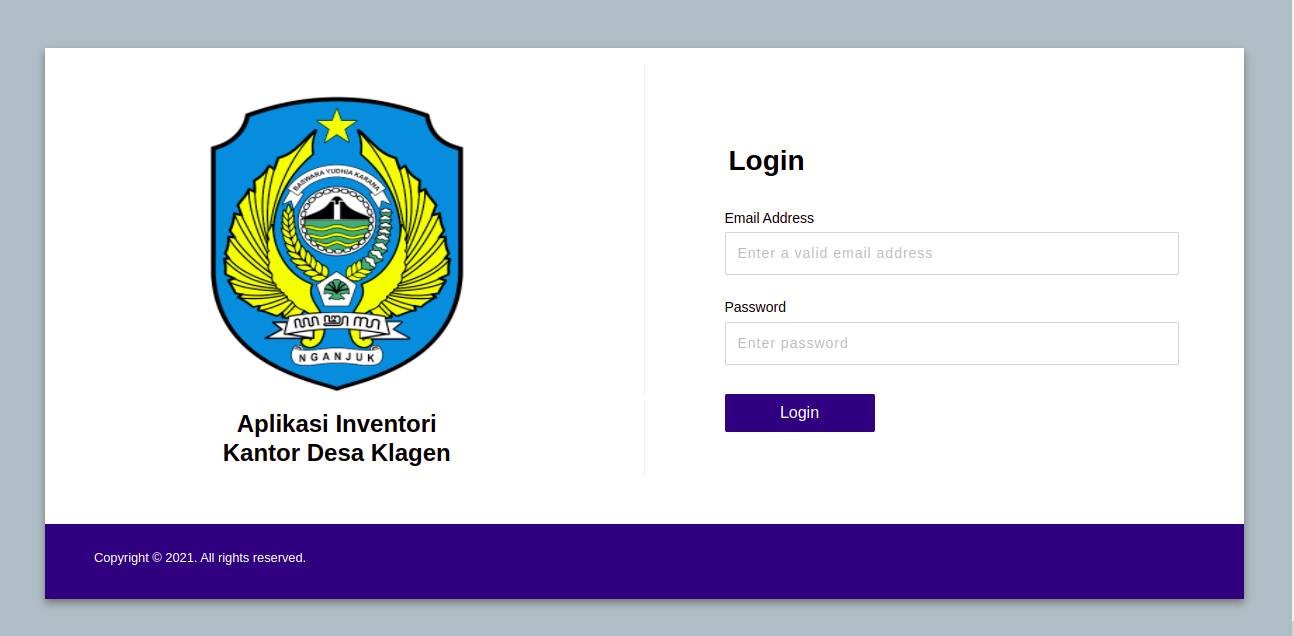 BASWARA YUDHIA KARANA
NGANJUK
Aplikasi Inventori
Kantor Desa Klagen
Login
Email Address
Enter a valid email address
Password
Enter password
Login
Copyright © 2021. All rights reserved.